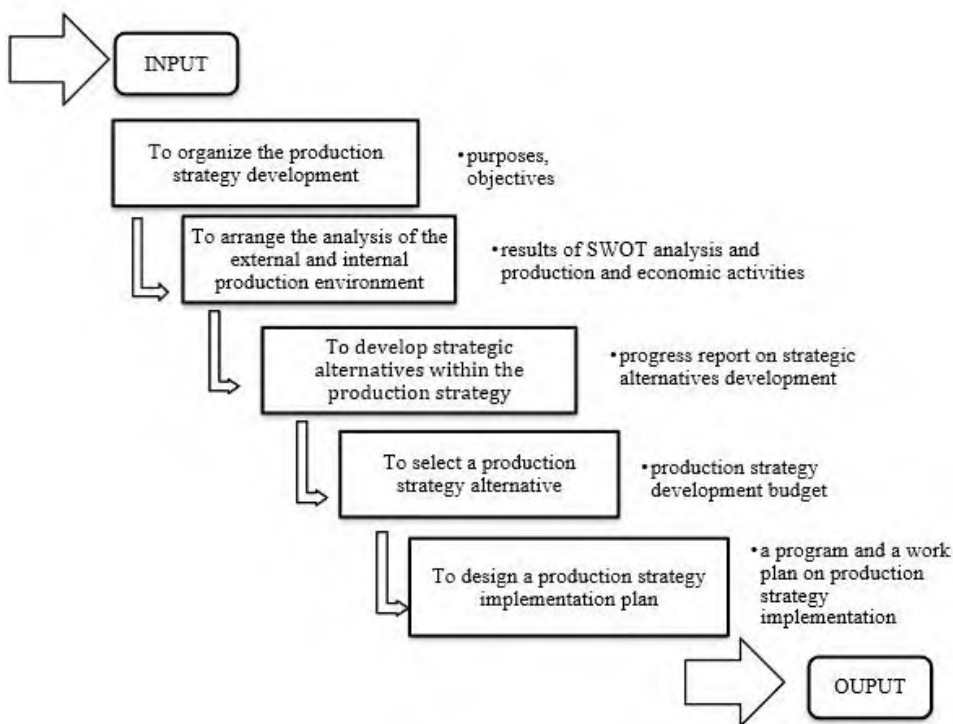 INPUT
To organize the production
strategy development
•purposes,
objectives
To arrange the analysis of the
external and internal
production environment
•results of SWOT analysis and
production and economic activities
To develop strategic
alternatives within the
production strategy
•progress report on strategic
alternatives development
To select a production
strategy alternative
•production strategy
development budget
To design a production strategy
implementation plan
•a program and a work
plan on production
strategy
implementation
OUPUT